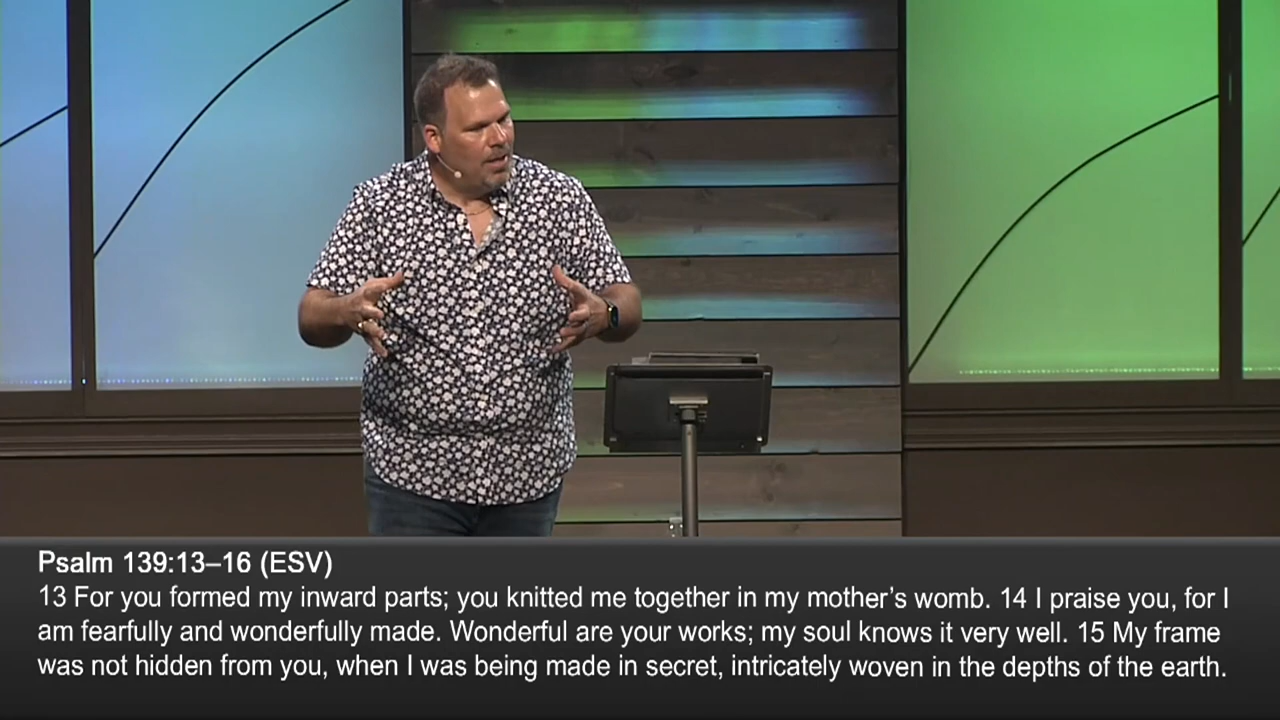 Psalm 139:13–16 (ESV)
13 For you formed my inward parts; you knitted me together in my mother’s womb. 14 I praise you, for I
am fearfully and wonderfully made. Wonderful are your works; my soul knows it very well. 15 My frame
was not hidden from you, when I was being made in secret, intricately woven in the depths of the earth.